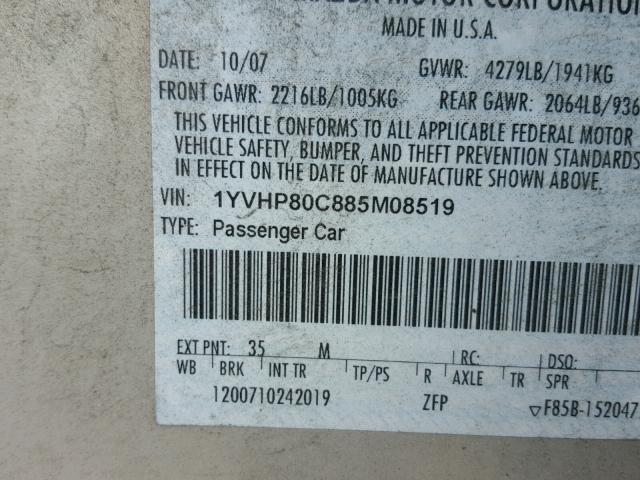 MOTOR CORPORATION
MADE IN U.S.A.
DATE: 10/07 GVWR: 4279LB/1941KG
FRONT GAWR: 2216LB/1005KG REAR GAWR: 2064LB/936
THIS VEHICLE CONFORMS TO ALL APPLICABLE FEDERAL MOTOR
VEHICLE SAFETY, BUMPER, AND THEFT PREVENTION STANDARDS
IN EFFECT ON THE DATE OF MANUFACTURE SHOWN ABOVE.
VIN: 1YVHP80C885M08519
TYPE: Passenger Car
EXT PNT: 35 M RC: DSO:
WB BRK INT TR TP/PS R AXLE TR SPR
1200710242019 ZFP ▽F85B-152047